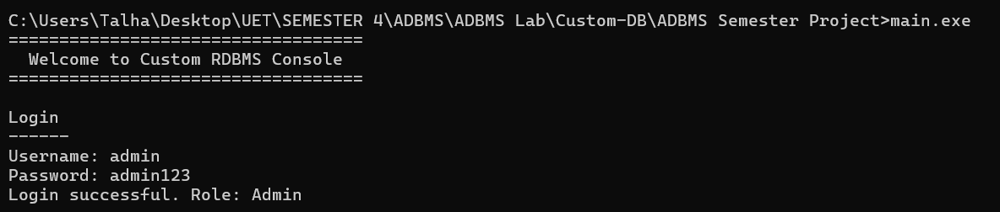 C:\Users\Talha\Desktop\UET\SEMESTER 4\ADBMS\ADBMS Lab\Custom-DB\ADBMS Semester Project>main.exe
===================================
  Welcome to Custom RDBMS Console
===================================

Login
------
Username: admin
Password: admin123
Login successful. Role: Admin